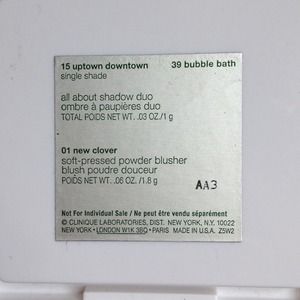 15 uptown downtown 39 bubble bath
single shade
all about shadow duo
ombre à paupières duo
TOTAL POIDS NET WT. .03 OZ/1 g
01 new clover
soft-pressed powder blusher
blush poudre douceur
POIDS NET WT. .06 OZ./1.8 g
AA3
Not For Individual Sale / Ne peut être vendu séparément
© CLINIQUE LABORATORIES, DIST. NEW YORK, N.Y. 10022
NEW YORK • LONDON W1K 3BQ • PARIS MADE IN U.S.A. Z5W2